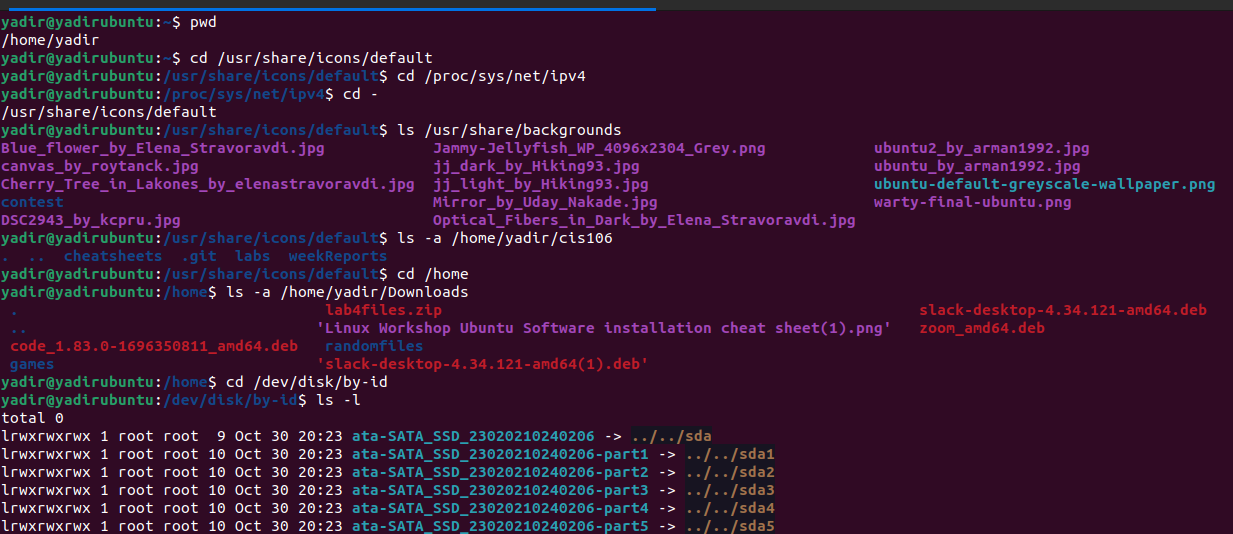 yadir@yadirubuntu:~$ pwd
/home/yadir
yadir@yadirubuntu:~$ cd /usr/share/icons/default
yadir@yadirubuntu:/usr/share/icons/default$ cd /proc/sys/net/ipv4
yadir@yadirubuntu:/proc/sys/net/ipv4$ cd -
/usr/share/icons/default
yadir@yadirubuntu:/usr/share/icons/default$ ls /usr/share/backgrounds
Blue_flower_by_Elena_Stravoravdi.jpg            Jammy-Jellyfish_WP_4096x2304_Grey.png            ubuntu2_by_arman1992.jpg
canvas_by_roytanck.jpg                          jj_dark_by_Hiking93.jpg                          ubuntu_by_arman1992.jpg
Cherry_Tree_in_Lakones_by_elenastravoravdi.jpg  jj_light_by_Hiking93.jpg                         ubuntu-default-greyscale-wallpaper.png
contest                                         Mirror_by_Uday_Nakade.jpg                        warty-final-ubuntu.png
DSC2943_by_kcpru.jpg                            Optical_Fibers_in_Dark_by_Elena_Stravoravdi.jpg
yadir@yadirubuntu:/usr/share/icons/default$ ls -a /home/yadir/cis106
.  ..  cheatsheets  .git  labs  weekReports
yadir@yadirubuntu:/usr/share/icons/default$ cd /home
yadir@yadirubuntu:/home$ ls -a /home/yadir/Downloads
 .                                  lab4files.zip                                                     slack-desktop-4.34.121-amd64.deb
 ..                                'Linux Workshop Ubuntu Software installation cheat sheet(1).png'   zoom_amd64.deb
 code_1.83.0-1696350811_amd64.deb   randomfiles
 games                             'slack-desktop-4.34.121-amd64(1).deb'
yadir@yadirubuntu:/home$ cd /dev/disk/by-id
yadir@yadirubuntu:/dev/disk/by-id$ ls -l
total 0
lrwxrwxrwx 1 root root  9 Oct 30 20:23 ata-SATA_SSD_23020210240206 -> ../../sda
lrwxrwxrwx 1 root root 10 Oct 30 20:23 ata-SATA_SSD_23020210240206-part1 -> ../../sda1
lrwxrwxrwx 1 root root 10 Oct 30 20:23 ata-SATA_SSD_23020210240206-part2 -> ../../sda2
lrwxrwxrwx 1 root root 10 Oct 30 20:23 ata-SATA_SSD_23020210240206-part3 -> ../../sda3
lrwxrwxrwx 1 root root 10 Oct 30 20:23 ata-SATA_SSD_23020210240206-part4 -> ../../sda4
lrwxrwxrwx 1 root root 10 Oct 30 20:23 ata-SATA_SSD_23020210240206-part5 -> ../../sda5